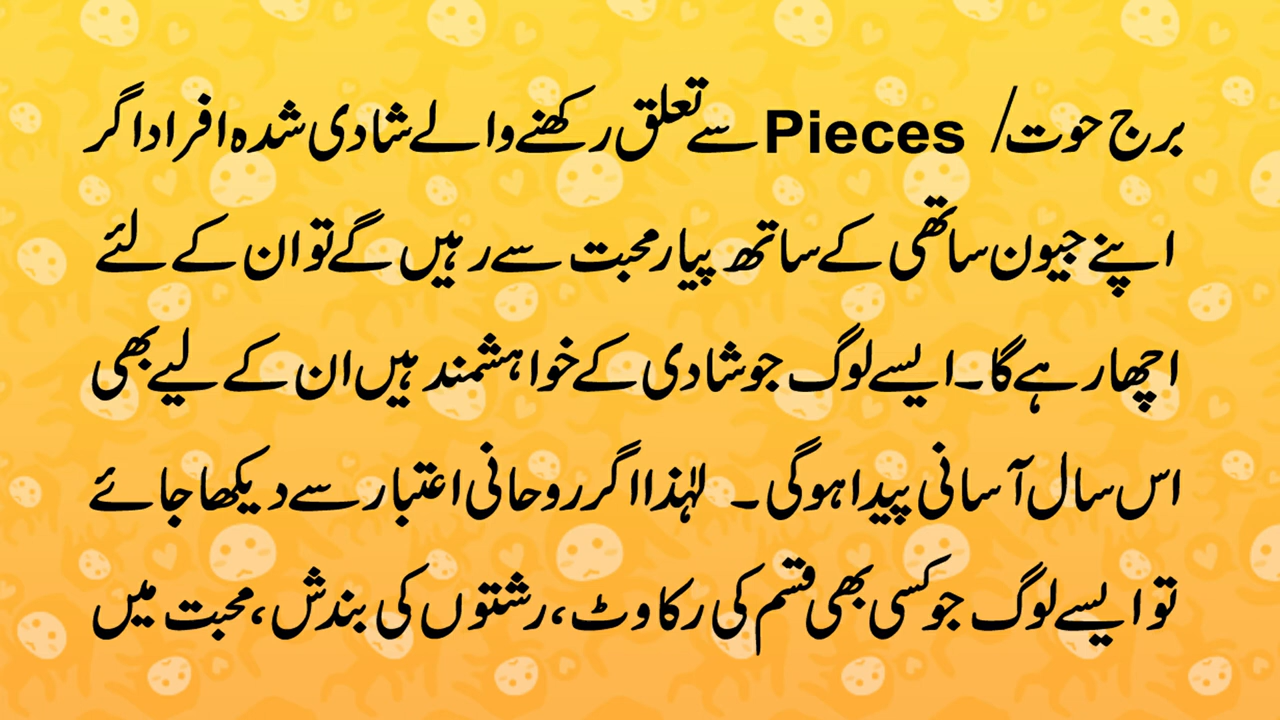 برج حوت/ Pieces سے تعلق رکھنے والے شادی شدہ افراد اگر
اپنے جیون ساتھی کے ساتھ پیار محبت سے رہیں گے تو ان کے لئے
اچھا رہے گا۔ ایسے لوگ جو شادی کے خواہشمند ہیں ان کے لیے بھی
اس سال آسانی پیدا ہوگی۔ لہٰذا اگر روحانی اعتبار سے دیکھا جائے
تو ایسے لوگ جو کسی بھی قسم کی رکاوٹ، رشتوں کی بندش، محبت میں